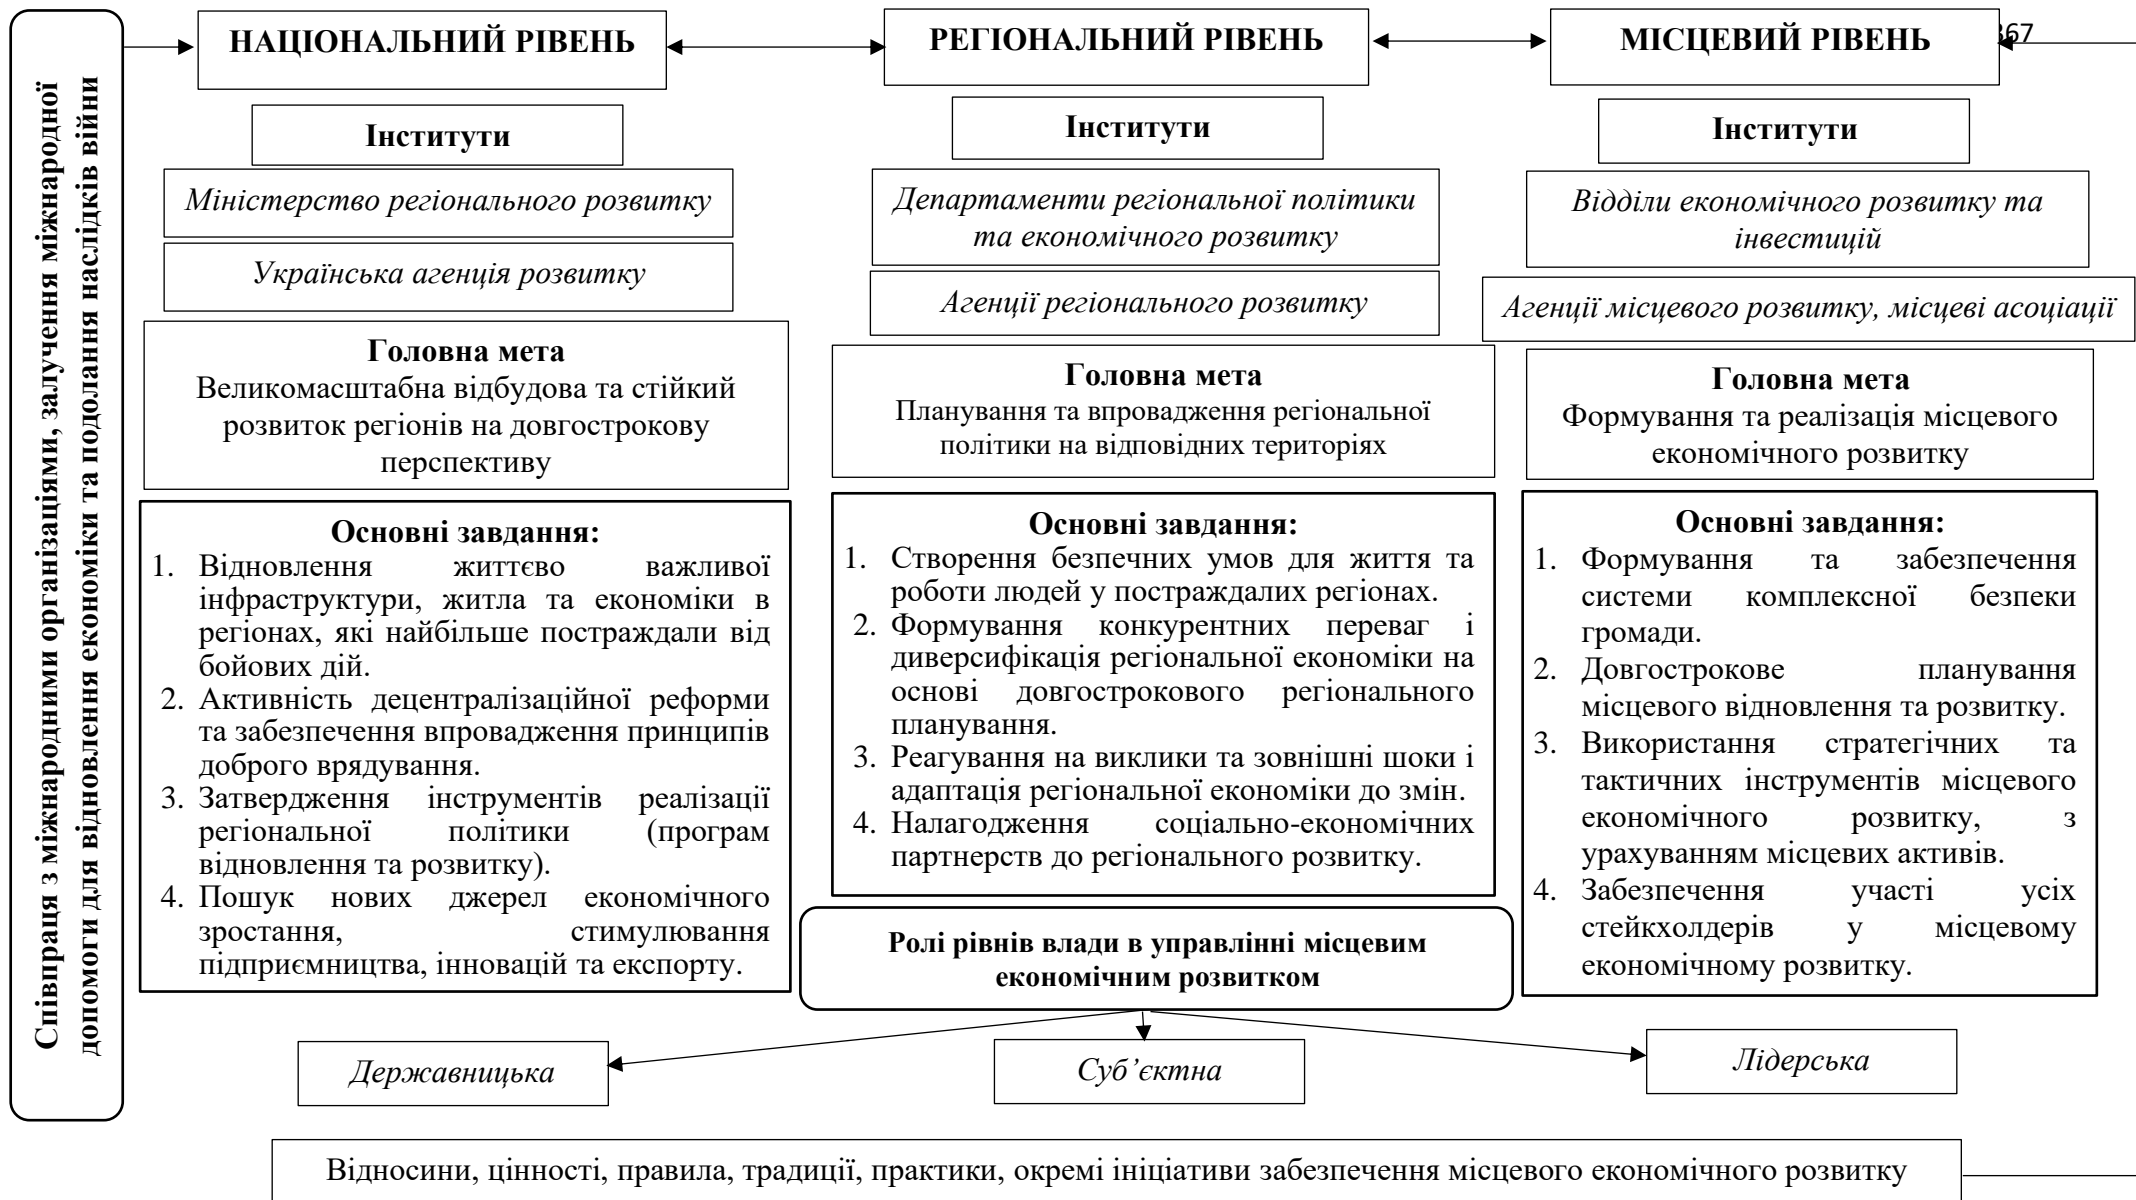 Співпраця з міжнародними організаціями, залучення міжнародної
допомоги для відновлення економіки та подолання наслідків війни
НАЦІОНАЛЬНИЙ РІВЕНЬ
Інститути
Міністерство регіонального розвитку
Українська агенція розвитку
Головна мета
Великомасштабна відбудова та стійкий
розвиток регіонів на довгострокову
перспективу
Основні завдання:
1. Відновлення життєво важливої
інфраструктури, житла та економіки в
регіонах, які найбільше постраждали від
бойових дій.
2. Активність децентралізаційної реформи
та забезпечення впровадження принципів
доброго врядування.
3. Затвердження інструментів реалізації
регіональної політики (програм
відновлення та розвитку).
4. Пошук нових джерел економічного
зростання, стимулювання
підприємництва, інновацій та експорту.
РЕГІОНАЛЬНИЙ РІВЕНЬ
Інститути
Департаменти регіональної політики
та економічного розвитку
Агенції регіонального розвитку
Головна мета
Планування та впровадження регіональної
політики на відповідних територіях
Основні завдання:
1. Створення безпечних умов для життя та
роботи людей у постраждалих регіонах.
2. Формування конкурентних переваг і
диверсифікація регіональної економіки на
основі довгострокового регіонального
планування.
3. Реагування на виклики та зовнішні шоки і
адаптація регіональної економіки до змін.
4. Налагодження соціально-економічних
партнерств до регіонального розвитку.
МІСЦЕВИЙ РІВЕНЬ
Інститути
Відділи економічного розвитку та
інвестицій
Агенції місцевого розвитку, місцеві асоціації
Головна мета
Формування та реалізація місцевого
економічного розвитку
Основні завдання:
1. Формування та забезпечення
системи комплексної безпеки
громади.
2. Довгострокове планування
місцевого відновлення та розвитку.
3. Використання стратегічних та
тактичних інструментів місцевого
економічного розвитку, з
урахуванням місцевих активів.
4. Забезпечення участі усіх
стейкхолдерів у місцевому
економічному розвитку.
Ролі рівнів влади в управлінні місцевим
економічним розвитком
Державницька
Суб’єктна
Лідерська
Відносини, цінності, правила, традиції, практики, окремі ініціативи забезпечення місцевого економічного розвитку